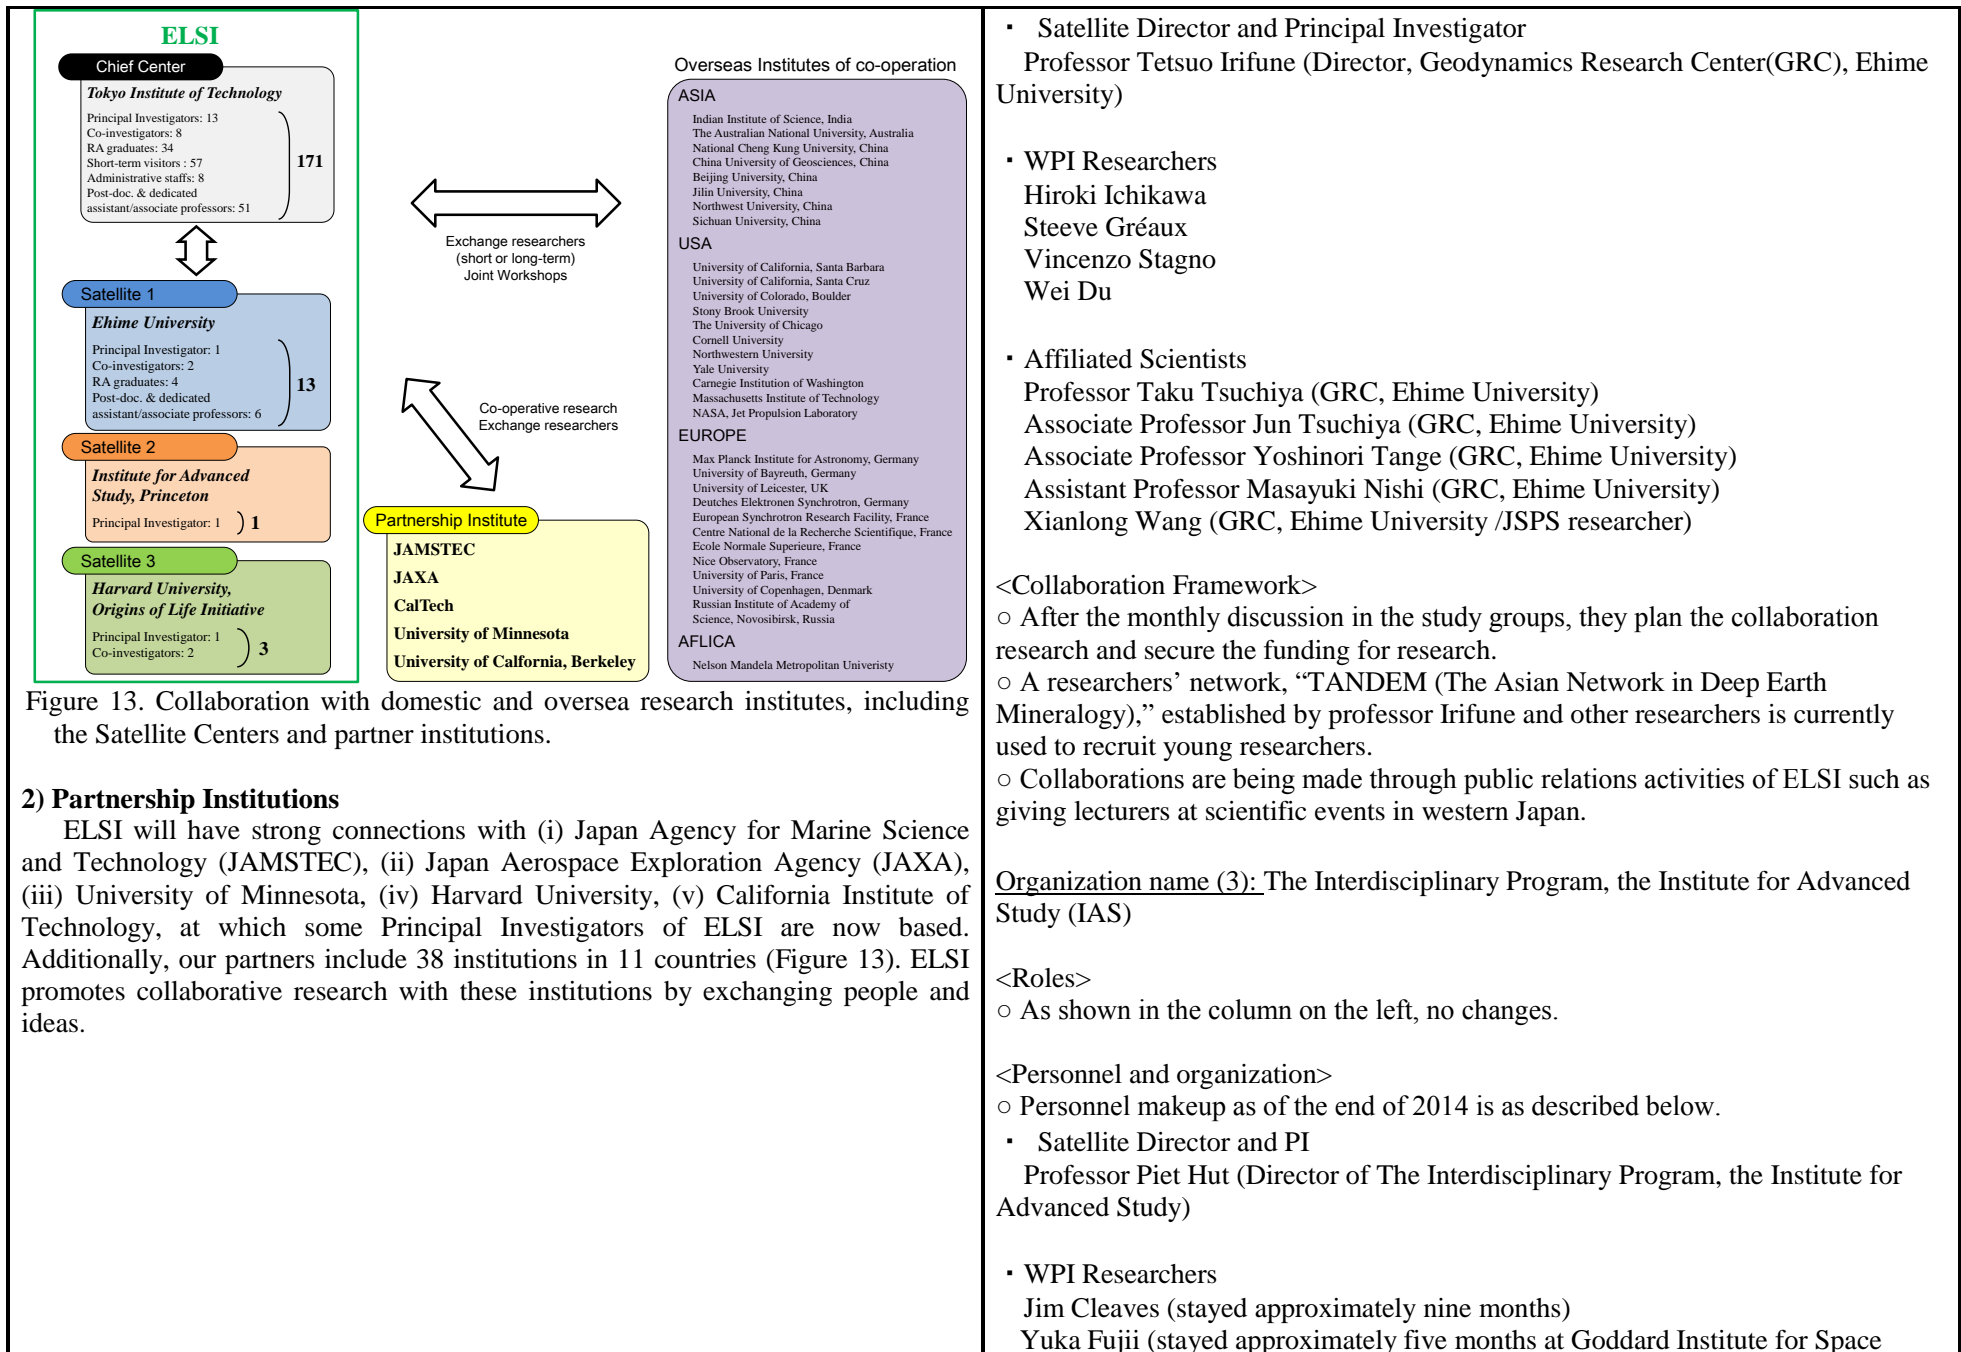 ELSI
Chief Center
Tokyo Institute of Technology
Principal Investigators: 13
Co-investigators: 8
RA graduates: 34
Short-term visitors : 57
Administrative staffs: 8
Post-doc. & dedicated
assistant/associate professors: 51
171
Satellite 1
Ehime University
Principal Investigator: 1
Co-investigators: 2
RA graduates: 4
Post-doc. & dedicated
assistant/associate professors: 6
13
Satellite 2
Institute for Advanced
Study, Princeton
Principal Investigator: 1
1
Satellite 3
Harvard University,
Origins of Life Initiative
Principal Investigator: 1
Co-investigators: 2
3
Exchange researchers
(short or long-term)
Joint Workshops
Co-operative research
Exchange researchers
Partnership Institute
JAMSTEC
JAXA
CalTech
University of Minnesota
University of Calfornia, Berkeley
Overseas Institutes of co-operation
ASIA
Indian Institute of Science, India
The Australian National University, Australia
National Cheng Kung University, China
China University of Geosciences, China
Beijing University, China
Jilin University, China
Northwest University, China
Sichuan University, China
USA
University of California, Santa Barbara
University of California, Santa Cruz
University of Colorado, Boulder
Stony Brook University
The University of Chicago
Cornell University
Northwestern University
Yale University
Carnegie Institution of Washington
Massachusetts Institute of Technology
NASA, Jet Propulsion Laboratory
EUROPE
Max Planck Institute for Astronomy, Germany
University of Bayreuth, Germany
University of Leicester, UK
Deutches Elektronen Synchrotron, Germany
European Synchrotron Research Facility, France
Centre National de la Recherche Scientifique, France
Ecole Normale Superieure, France
Nice Observatory, France
University of Paris, France
University of Copenhagen, Denmark
Russian Institute of Academy of
Science, Novosibirsk, Russia
AFLICA
Nelson Mandela Metropolitan Univeristy
Figure 13. Collaboration with domestic and oversea research institutes, including
the Satellite Centers and partner institutions.
2) Partnership Institutions
ELSI will have strong connections with (i) Japan Agency for Marine Science
and Technology (JAMSTEC), (ii) Japan Aerospace Exploration Agency (JAXA),
(iii) University of Minnesota, (iv) Harvard University, (v) California Institute of
Technology, at which some Principal Investigators of ELSI are now based.
Additionally, our partners include 38 institutions in 11 countries (Figure 13). ELSI
promotes collaborative research with these institutions by exchanging people and
ideas.
・ Satellite Director and Principal Investigator
Professor Tetsuo Irifune (Director, Geodynamics Research Center(GRC), Ehime
University)
・WPI Researchers
Hiroki Ichikawa
Steeve Gréaux
Vincenzo Stagno
Wei Du
・Affiliated Scientists
Professor Taku Tsuchiya (GRC, Ehime University)
Associate Professor Jun Tsuchiya (GRC, Ehime University)
Associate Professor Yoshinori Tange (GRC, Ehime University)
Assistant Professor Masayuki Nishi (GRC, Ehime University)
Xianlong Wang (GRC, Ehime University /JSPS researcher)
<Collaboration Framework>
○ After the monthly discussion in the study groups, they plan the collaboration
research and secure the funding for research.
○ A researchers’ network, “TANDEM (The Asian Network in Deep Earth
Mineralogy),” established by professor Irifune and other researchers is currently
used to recruit young researchers.
○ Collaborations are being made through public relations activities of ELSI such as
giving lecturers at scientific events in western Japan.
Organization name (3): The Interdisciplinary Program, the Institute for Advanced
Study (IAS)
<Roles>
○ As shown in the column on the left, no changes.
<Personnel and organization>
○ Personnel makeup as of the end of 2014 is as described below.
・ Satellite Director and PI
Professor Piet Hut (Director of The Interdisciplinary Program, the Institute for
Advanced Study)
・WPI Researchers
Jim Cleaves (stayed approximately nine months)
Yuka Fujii (stayed approximately five months at Goddard Institute for Space